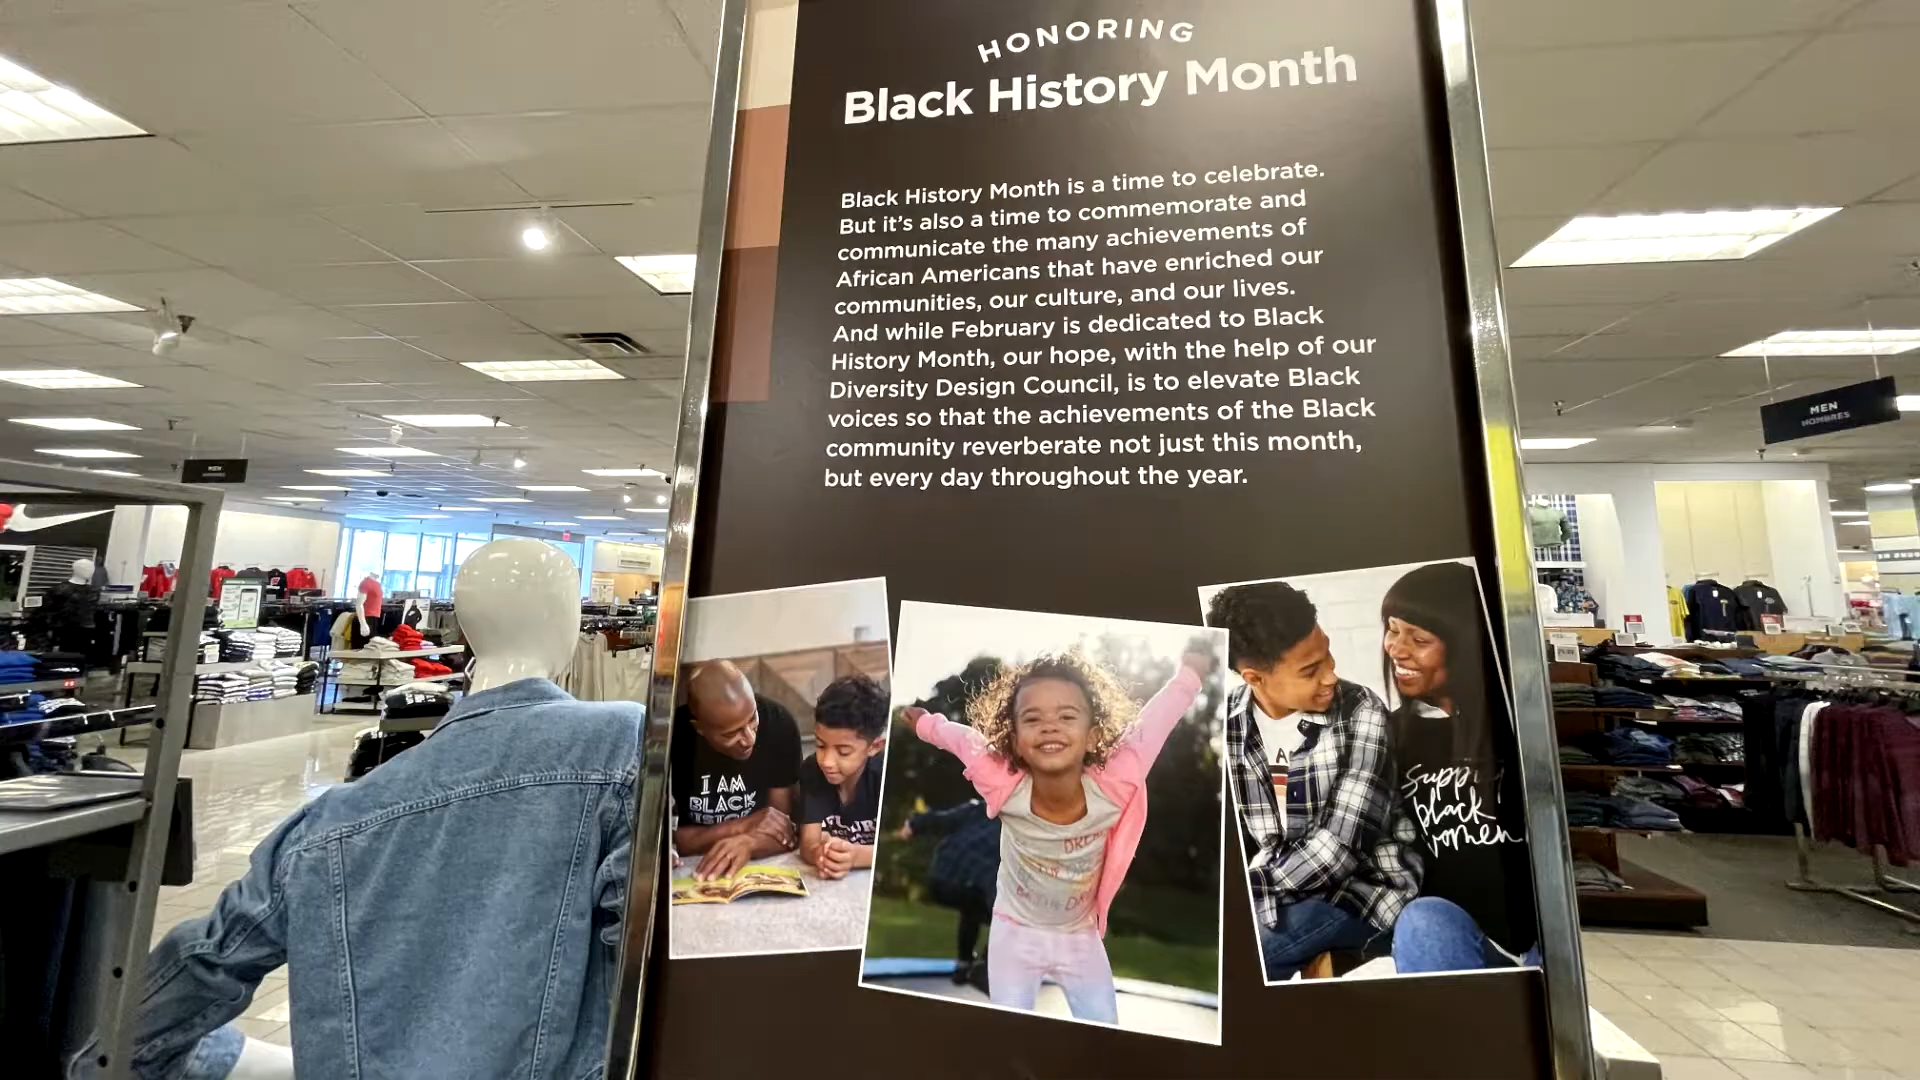 HONORING
Black History Month
Black History Month is a time to celebrate.
But it's also a time to commemorate and
communicate the many achievements of
African Americans that have enriched our
communities, our culture, and our lives.
And while February is dedicated to Black
History Month, our hope, with the help of our
Diversity Design Council, is to elevate Black
voices so that the achievements of the Black
community reverberate not just this month,
but every day throughout the year.
I AM
BLACK
black
women
MEN
HOMBRES
MEN